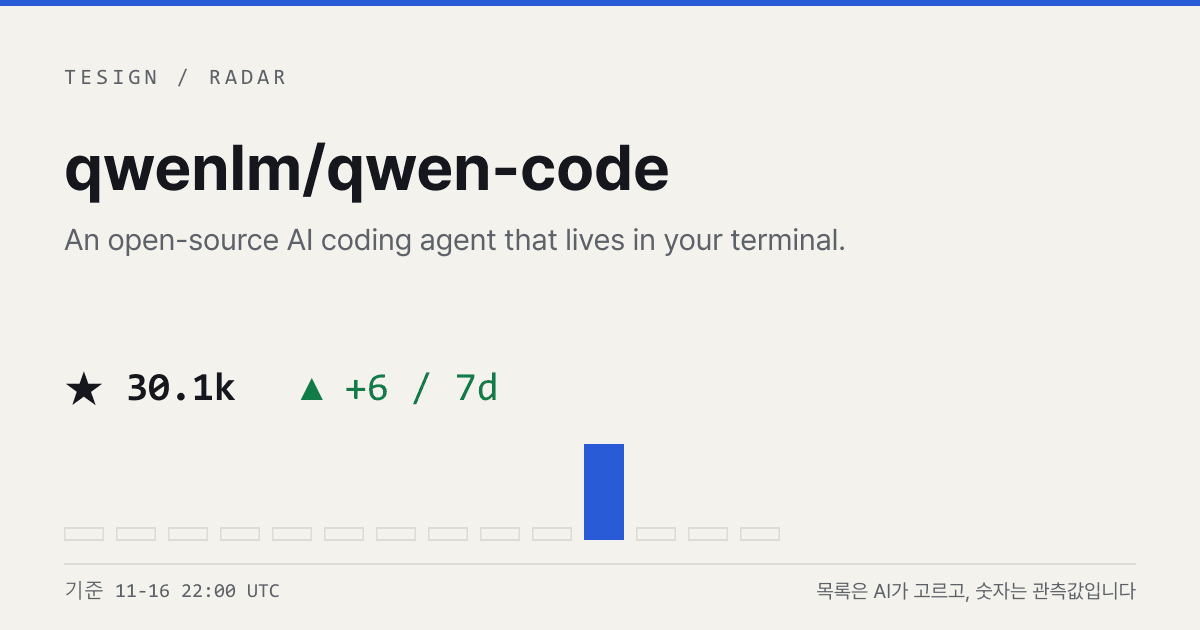 TESIGN / RADAR
qwenlm/qwen-code
An open-source AI coding agent that lives in your terminal.
★ 30.1k ▲ +6 / 7d
기준 11-16 22:00 UTC
목록은 AI가 고르고, 숫자는 관측값입니다